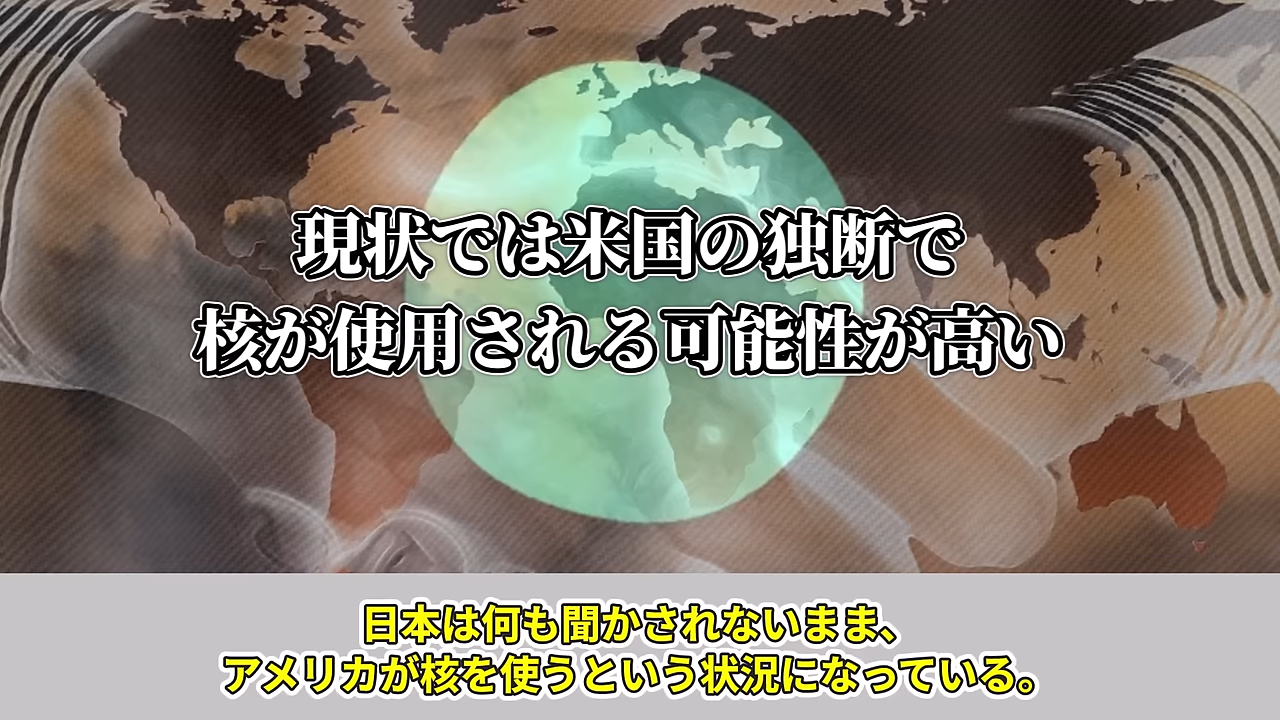 現状では米国の独断で
核が使用される可能性が高い
日本は何も聞かされないまま、
アメリカが核を使うという状況になっている。